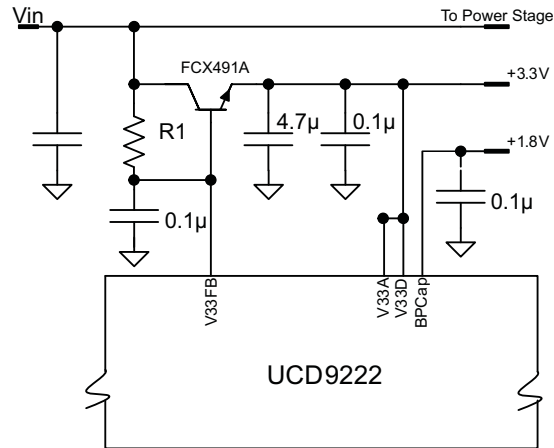 Vin
To Power Stage
FCX491A
+3.3V
R1
4.7µ
0.1µ
+1.8V
0.1µ
0.1µ
V33FB
V33A
V33D
BPCap
UCD9222